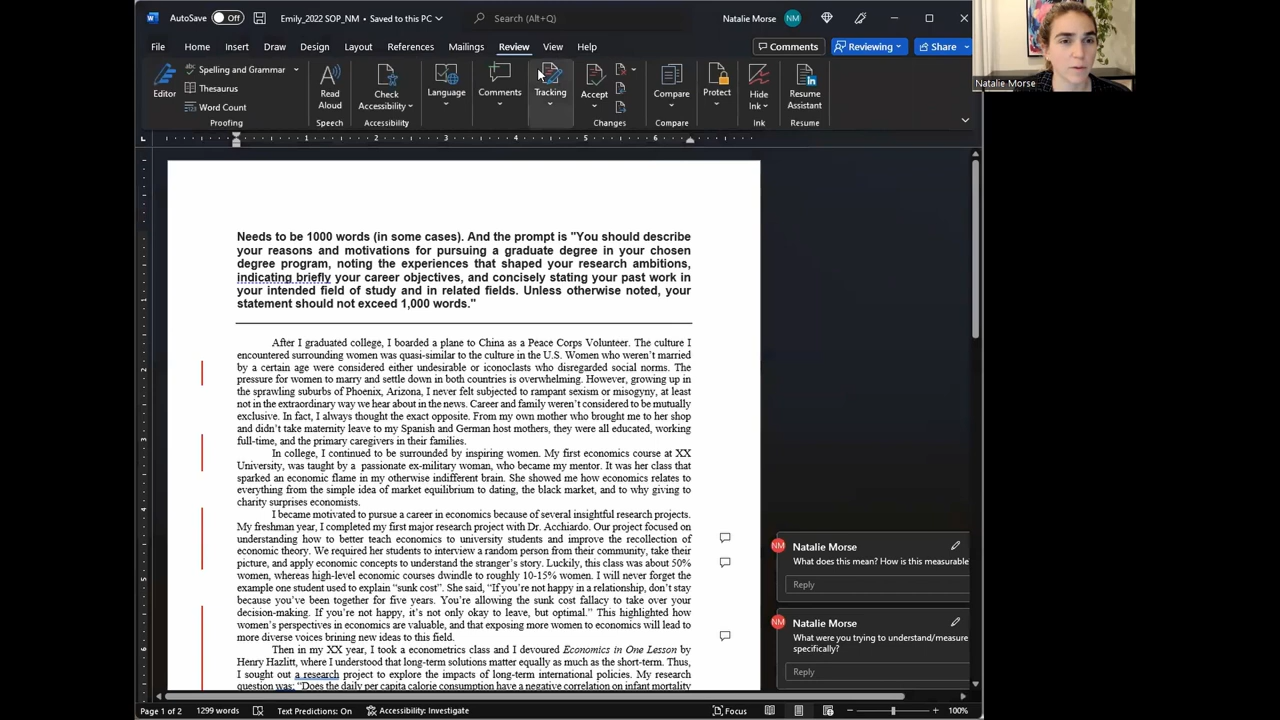 AutoSave Off Emily_2022 SOP_NM • Saved to this PC Search (Alt+Q) Natalie Morse NM
File Home Insert Draw Design Layout References Mailings Review View Help Comments Reviewing Share
Editor Spelling and Grammar Thesaurus Word Count Read Aloud Check Accessibility Language Comments Tracking Accept Compare Protect Hide Ink Resume Assistant
Proofing Speech Accessibility Changes Compare Ink Resume
Natalie Morse
1 2 3 4 5 6
Needs to be 1000 words (in some cases). And the prompt is "You should describe
your reasons and motivations for pursuing a graduate degree in your chosen
degree program, noting the experiences that shaped your research ambitions,
indicating briefly your career objectives, and concisely stating your past work in
your intended field of study and in related fields. Unless otherwise noted, your
statement should not exceed 1,000 words."
After I graduated college, I boarded a plane to China as a Peace Corps Volunteer. The culture I
encountered surrounding women was quasi-similar to the culture in the U.S. Women who weren't married
by a certain age were considered either undesirable or iconoclasts who disregarded social norms. The
pressure for women to marry and settle down in both countries is overwhelming. However, growing up in
the sprawling suburbs of Phoenix, Arizona, I never felt subjected to rampant sexism or misogyny, at least
not in the extraordinary way we hear about in the news. Career and family weren't considered to be mutually
exclusive. In fact, I always thought the exact opposite. From my own mother who brought me to her shop
and didn't take maternity leave to my Spanish and German host mothers, they were all educated, working
full-time, and the primary caregivers in their families.
In college, I continued to be surrounded by inspiring women. My first economics course at XX
University, was taught by a passionate ex-military woman, who became my mentor. It was her class that
sparked an economic flame in my otherwise indifferent brain. She showed me how economics relates to
everything from the simple idea of market equilibrium to dating, the black market, and to why giving to
charity surprises economists.
I became motivated to pursue a career in economics because of several insightful research projects.
My freshman year, I completed my first major research project with Dr. Acchiardo. Our project focused on
understanding how to better teach economics to university students and improve the recollection of
economic theory. We required her students to interview a random person from their community, take their
picture, and apply economic concepts to understand the stranger's story. Luckily, this class was about 50%
women, whereas high-level economic courses dwindle to roughly 10-15% women. I will never forget the
example one student used to explain "sunk cost". She said, "If you're not happy in a relationship, don't stay
because you've been together for five years. You're allowing the sunk cost fallacy to take over your
decision-making. If you're not happy, it's not only okay to leave, but optimal." This highlighted how
women's perspectives in economics are valuable, and that exposing more women to economics will lead to
more diverse voices brining new ideas to this field.
Then in my XX year, I took a econometrics class and I devoured Economics in One Lesson by
Henry Hazlitt, where I understood that long-term solutions matter equally as much as the short-term. Thus,
I sought out a research project to explore the impacts of long-term international policies. My research
question was: "Does the daily per capita calorie consumption have a negative correlation on infant mortality
NM Natalie Morse
What does this mean? How is this measurable
Reply
NM Natalie Morse
What were you trying to understand/measure
specifically?
Reply
Page 1 of 2 1299 words Text Predictions: On Accessibility: Investigate Focus 100%